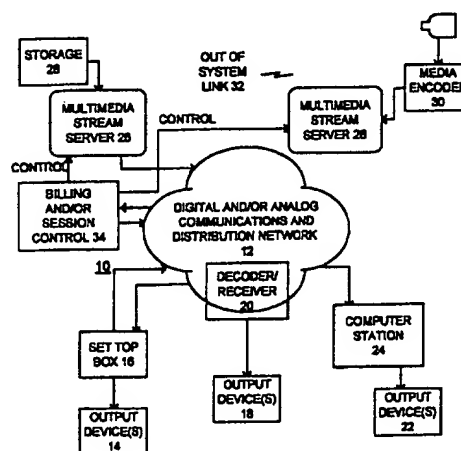 STORAGE
28
OUT OF
SYSTEM
LINK 32
MEDIA
ENCODER
30
MULTIMEDIA
STREAM
SERVER 26
MULTIMEDIA
STREAM
SERVER 26
CONTROL
CONTROL
BILLING
AND/OR
SESSION
CONTROL 34
DIGITAL AND/OR ANALOG
COMMUNICATIONS AND
DISTRIBUTION NETWORK
12
10
DECODER/
RECEIVER
20
SET TOP
BOX 16
COMPUTER
STATION
24
OUTPUT
DEVICE(S)
14
OUTPUT
DEVICE(S)
18
OUTPUT
DEVICE(S)
22